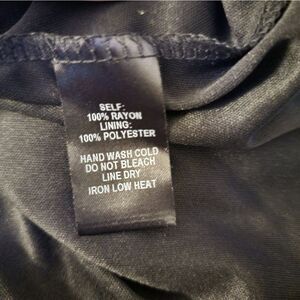 SELF:
100% RAYON
LINING:
100% POLYESTER
HAND WASH COLD
DO NOT BLEACH
LINE DRY
IRON LOW HEAT